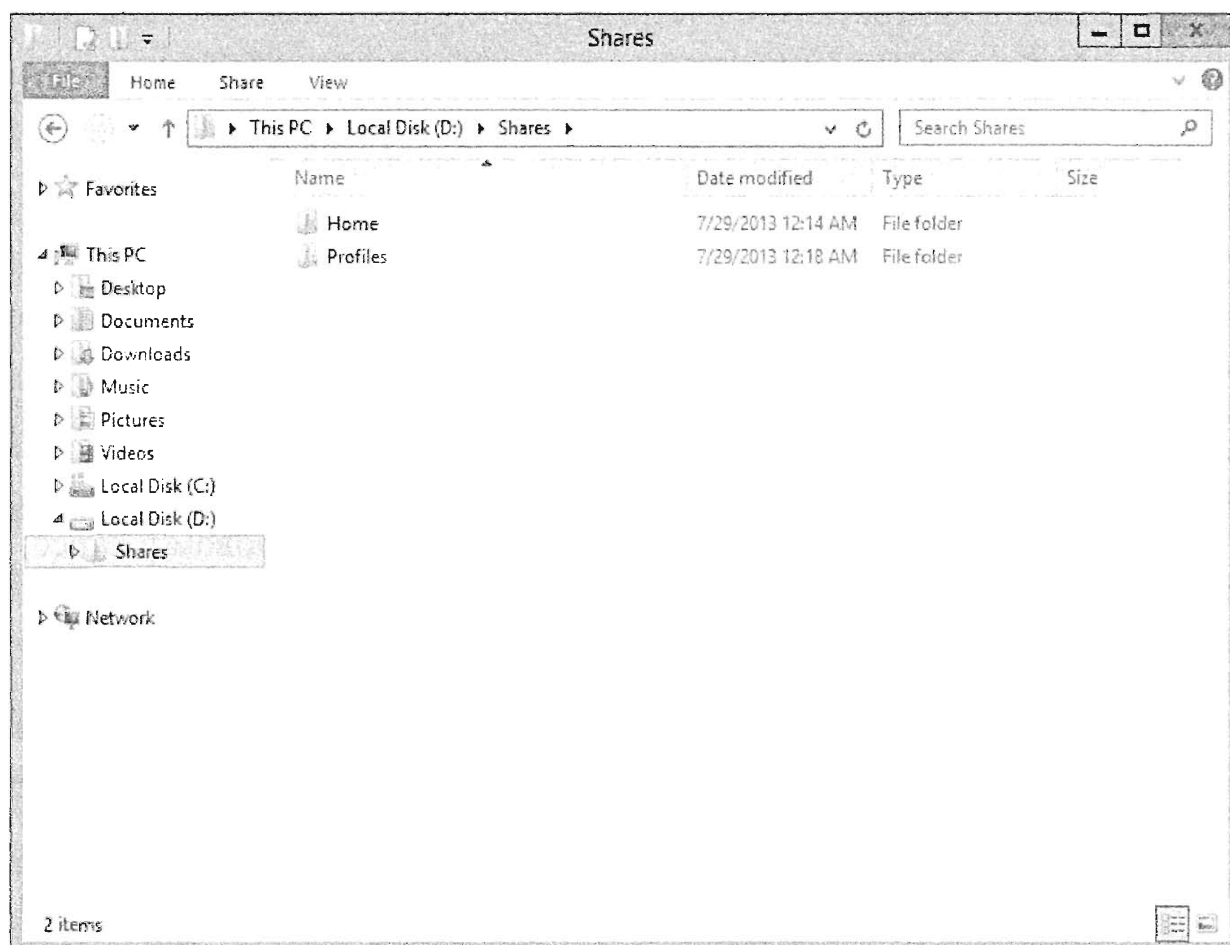 Shares
File Home Share View
This PC Local Disk (D:) Shares
Search Shares
Name Date modified Type Size
Favorites
Home 7/29/2013 12:14 AM File folder
This PC
Profiles 7/29/2013 12:18 AM File folder
Desktop
Documents
Downloads
Music
Pictures
Videos
Local Disk (C:)
Local Disk (D:)
Shares
Network
2 items